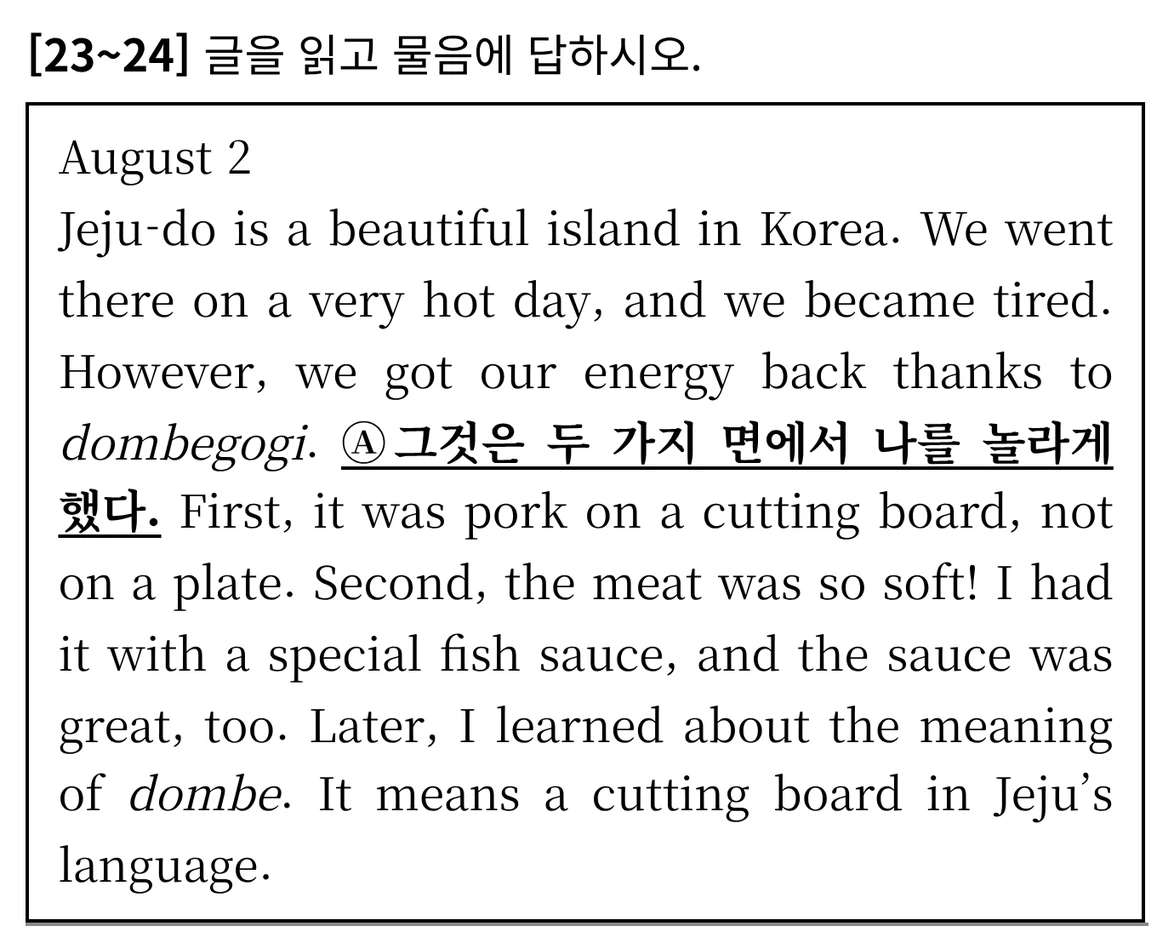 [23~24] 글을 읽고 물음에 답하시오.
August 2
Jeju-do is a beautiful island in Korea. We went
there on a very hot day, and we became tired.
However, we got our energy back thanks to
dombegogi. Ⓐ그것은 두 가지 면에서 나를 놀라게
했다. First, it was pork on a cutting board, not
on a plate. Second, the meat was so soft! I had
it with a special fish sauce, and the sauce was
great, too. Later, I learned about the meaning
of dombe. It means a cutting board in Jeju’s
language.